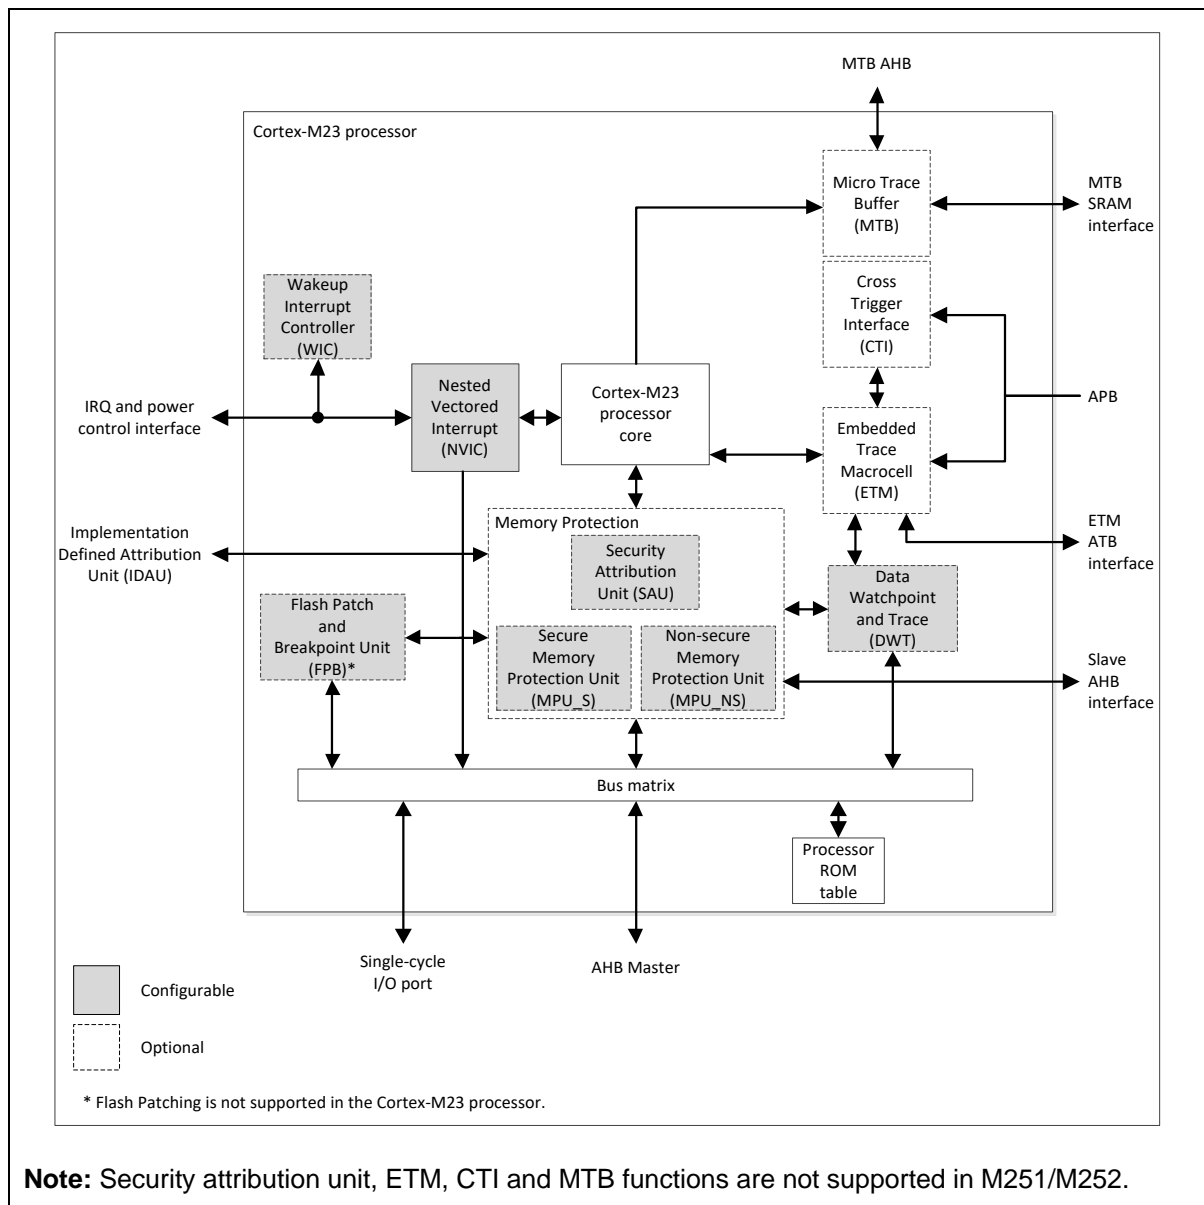 MTB AHB
Cortex-M23 processor
Micro Trace
Buffer
(MTB)
MTB
SRAM
interface
Wakeup
Interrupt
Controller
(WIC)
Cross
Trigger
Interface
(CTI)
IRQ and power
control interface
Nested
Vectored
Interrupt
(NVIC)
Cortex-M23
processor
core
APB
Embedded
Trace
Macrocell
(ETM)
Implementation
Defined Attribution
Unit (IDAU)
Memory Protection
Security
Attribution
Unit (SAU)
ETM
ATB
interface
Flash Patch
and
Breakpoint Unit
(FPB)*
Secure
Memory
Protection Unit
(MPU_S)
Non-secure
Memory
Protection Unit
(MPU_NS)
Data
Watchpoint
and Trace
(DWT)
Slave
AHB
interface
Bus matrix
Processor
ROM
table
Single-cycle
I/O port
AHB Master
Configurable
Optional
* Flash Patching is not supported in the Cortex-M23 processor.
Note: Security attribution unit, ETM, CTI and MTB functions are not supported in M251/M252.